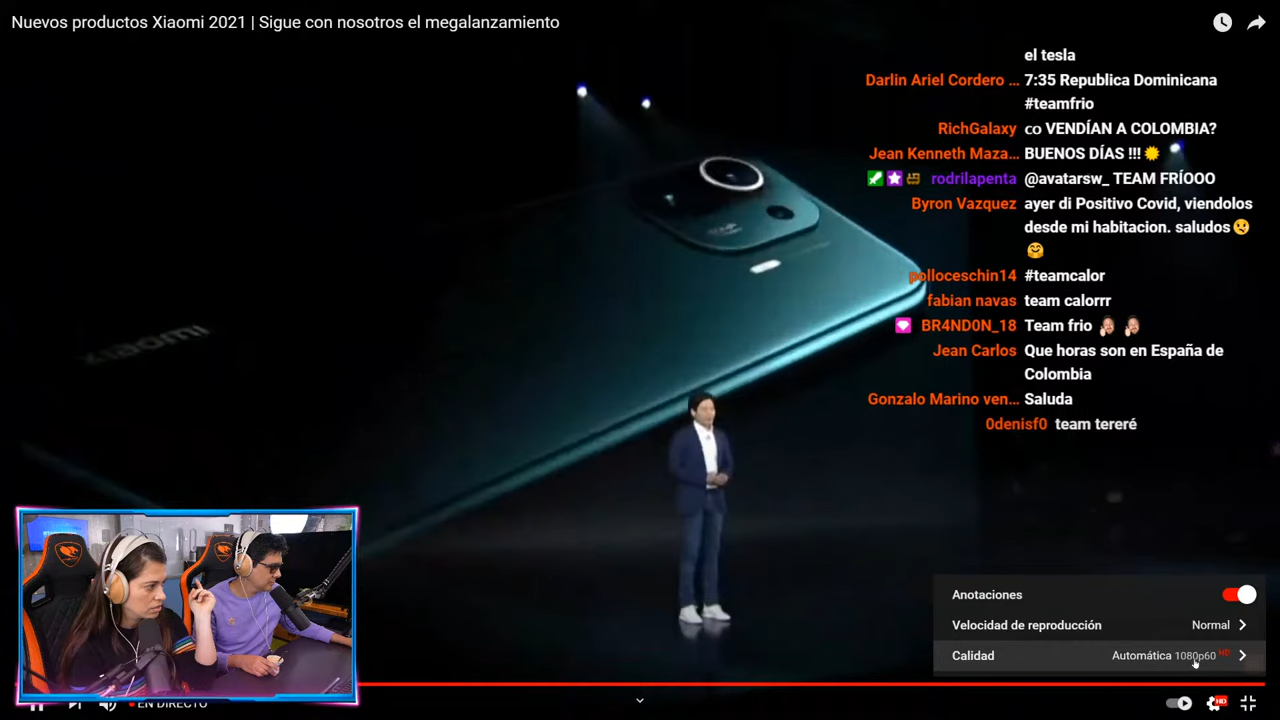 Nuevos productos Xiaomi 2021 | Sigue con nosotros el megalanzamiento
el tesla
Darlin Ariel Cordero ... 7:35 Republica Dominicana
#teamfrio
RichGalaxy co VENDÍAN A COLOMBIA?
Jean Kenneth Maza... BUENOS DÍAS !!! ☀
rodrilapenta @avatarsw_ TEAM FRÍOOO
Byron Vazquez ayer di Positivo Covid, viendolos
desde mi habitacion. saludos🤒
🤗
polloceschin14 #teamcalor
fabian navas team calorrr
BR4ND0N_18 Team frio
Jean Carlos Que horas son en España de
Colombia
Gonzalo Marino ven... Saluda
0denisf0 team tereré
xiaomi
Anotaciones
Velocidad de reproducción Normal
Calidad Automática 1080p60 HD
EN DIRECTO
HD